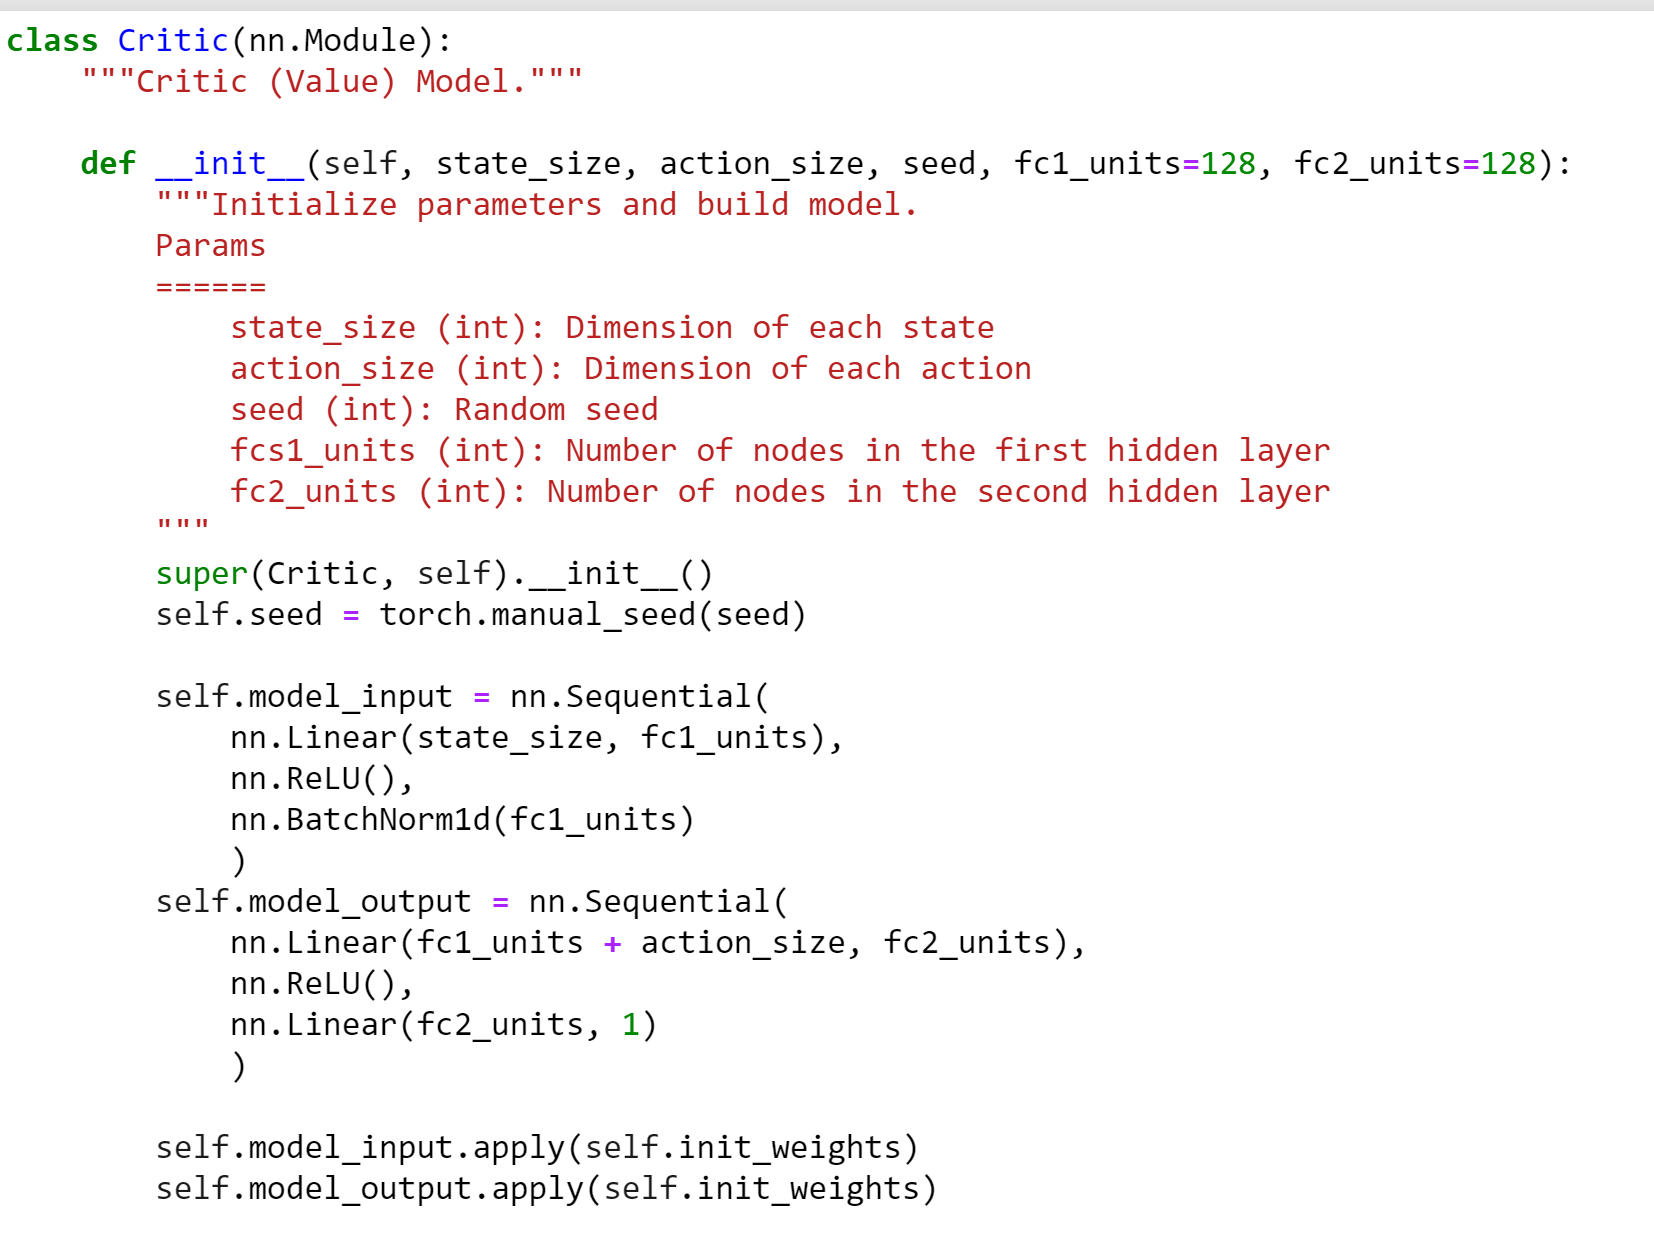 class Critic(nn.Module):
    """Critic (Value) Model."""

    def __init__(self, state_size, action_size, seed, fc1_units=128, fc2_units=128):
        """Initialize parameters and build model.
        Params
        ======
            state_size (int): Dimension of each state
            action_size (int): Dimension of each action
            seed (int): Random seed
            fcs1_units (int): Number of nodes in the first hidden layer
            fc2_units (int): Number of nodes in the second hidden layer
        """
        super(Critic, self).__init__()
        self.seed = torch.manual_seed(seed)

        self.model_input = nn.Sequential(
            nn.Linear(state_size, fc1_units),
            nn.ReLU(),
            nn.BatchNorm1d(fc1_units)
            )
        self.model_output = nn.Sequential(
            nn.Linear(fc1_units + action_size, fc2_units),
            nn.ReLU(),
            nn.Linear(fc2_units, 1)
            )

        self.model_input.apply(self.init_weights)
        self.model_output.apply(self.init_weights)